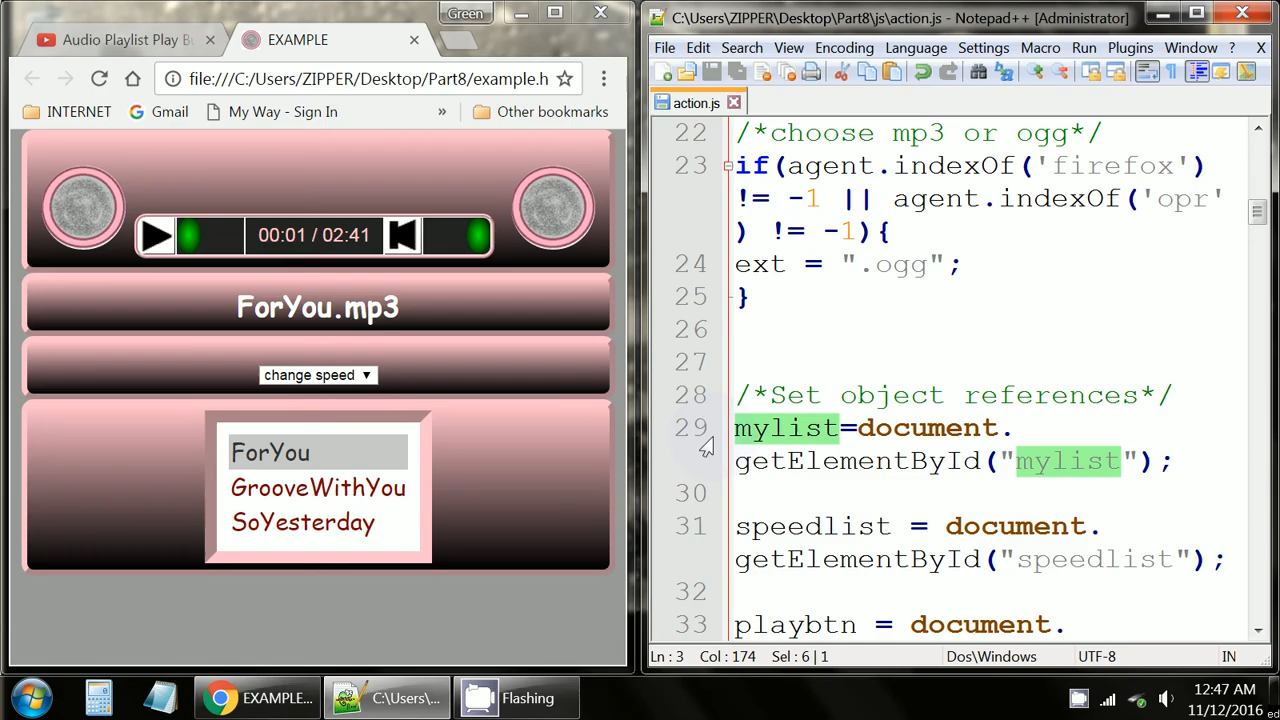 Green
Audio Playlist Play B
EXAMPLE
file:///C:/Users/ZIPPER/Desktop/Part8/example.h
INTERNET
Gmail
My Way - Sign In
»
Other bookmarks
00:01 / 02:41
ForYou.mp3
change speed ▼
ForYou
GrooveWithYou
SoYesterday
C:\Users\ZIPPER\Desktop\Part8\js\action.js - Notepad++ [Administrator]
File Edit Search View Encoding Language Settings Macro Run Plugins Window ? X
action.js
22 /*choose mp3 or ogg*/
23 if(agent.indexOf('firefox')
!= -1 || agent.indexOf('opr'
) != -1){
24 ext = ".ogg";
25 }
26
27
28 /*Set object references*/
29 mylist=document.
getElementById("mylist");
30
31 speedlist = document.
getElementById("speedlist");
32
33 playbtn = document.
Ln : 3 Col : 174 Sel : 6 | 1 Dos\Windows UTF-8 IN
EXAMPLE...
C:\Users\...
Flashing
12:47 AM
11/12/2016